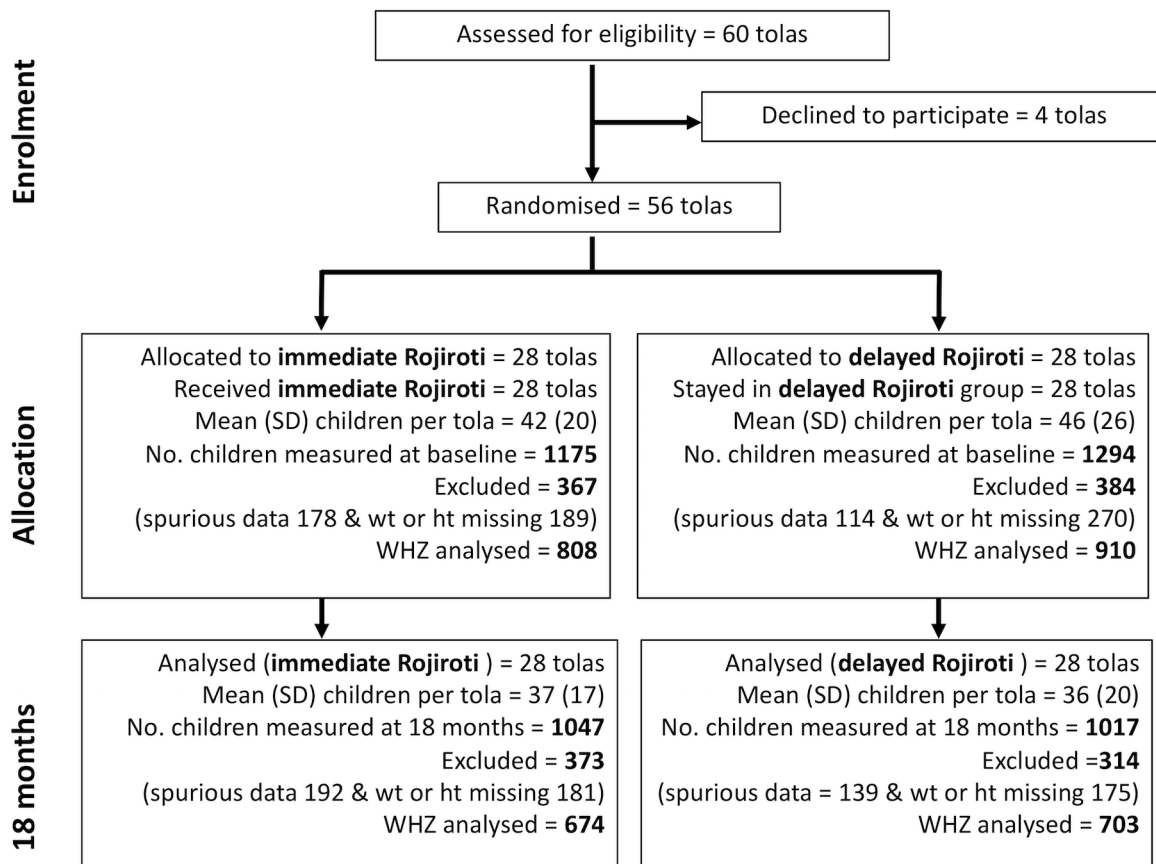 Enrolment
Assessed for eligibility = 60 tolas
Declined to participate = 4 tolas
Randomised = 56 tolas
Allocation
Allocated to immediate Rojiroti = 28 tolas
Received immediate Rojiroti = 28 tolas
Mean (SD) children per tola = 42 (20)
No. children measured at baseline = 1175
Excluded = 367
(spurious data 178 & wt or ht missing 189)
WHZ analysed = 808
Allocated to delayed Rojiroti = 28 tolas
Stayed in delayed Rojiroti group = 28 tolas
Mean (SD) children per tola = 46 (26)
No. children measured at baseline = 1294
Excluded = 384
(spurious data 114 & wt or ht missing 270)
WHZ analysed = 910
18 months
Analysed (immediate Rojiroti ) = 28 tolas
Mean (SD) children per tola = 37 (17)
No. children measured at 18 months = 1047
Excluded = 373
(spurious data 192 & wt or ht missing 181)
WHZ analysed = 674
Analysed (delayed Rojiroti ) = 28 tolas
Mean (SD) children per tola = 36 (20)
No. children measured at 18 months = 1017
Excluded =314
(spurious data = 139 & wt or ht missing 175)
WHZ analysed = 703